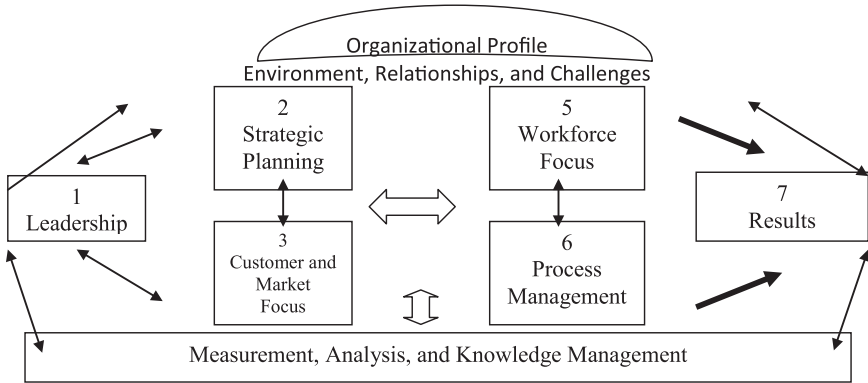 Organizational Profile
Environment, Relationships, and Challenges
2
Strategic
Planning
5
Workforce
Focus
1
Leadership
7
Results
3
Customer and
Market
Focus
6
Process
Management
Measurement, Analysis, and Knowledge Management